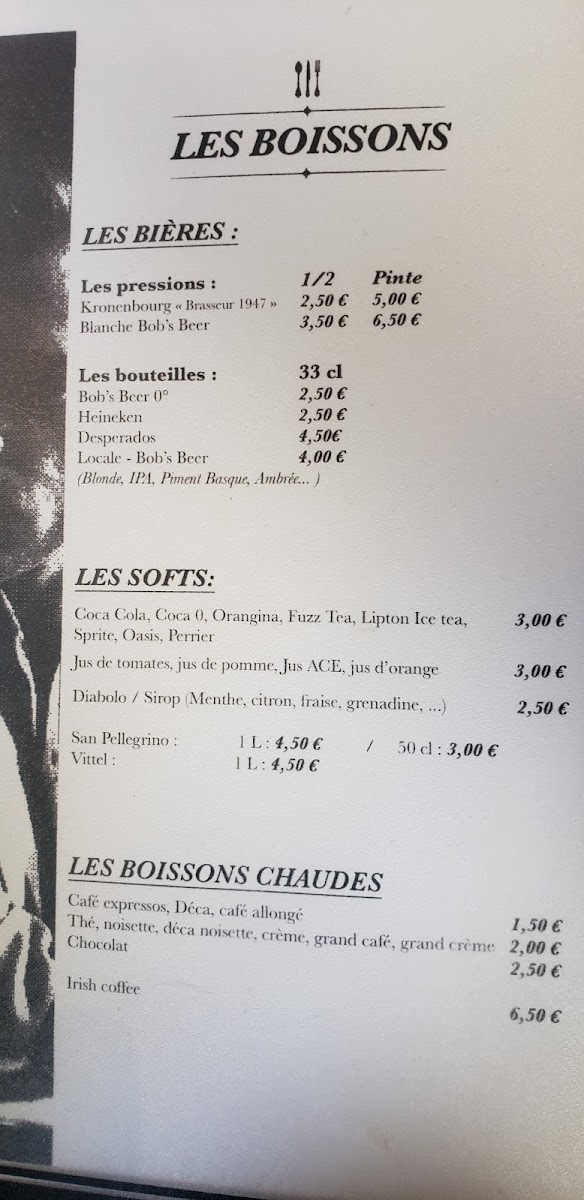 LES BOISSONS
LES BIÈRES :
Les pressions : 1/2 Pinte
Kronenbourg « Brasseur 1947 » 2,50 € 5,00 €
Blanche Bob's Beer 3,50 € 6,50 €
Les bouteilles : 33 cl
Bob's Beer 0° 2,50 €
Heineken 2,50 €
Desperados 4,50€
Locale - Bob's Beer 4,00 €
(Blonde, IPA, Piment Basque, Ambrée... )
LES SOFTS:
Coca Cola, Coca 0, Orangina, Fuzz Tea, Lipton Ice tea, 3,00 €
Sprite, Oasis, Perrier
Jus de tomates, jus de pomme, Jus ACE, jus d'orange 3,00 €
Diabolo / Sirop (Menthe, citron, fraise, grenadine, ...) 2,50 €
San Pellegrino : 1 L : 4,50 € / 50 cl : 3,00 €
Vittel : 1 L : 4,50 €
LES BOISSONS CHAUDES
Café expressos, Déca, café allongé 1,50 €
Thé, noisette, déca noisette, crème, grand café, grand crème 2,00 €
Chocolat 2,50 €
Irish coffee 6,50 €